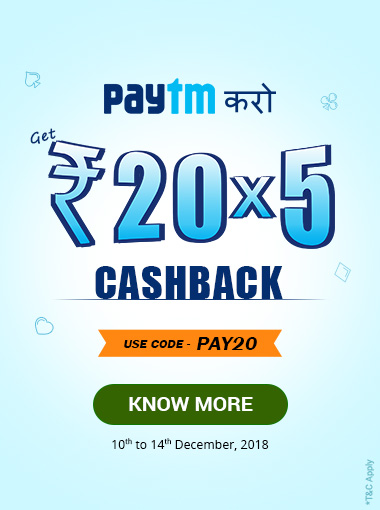 paytm करो
Get
₹20x5
CASHBACK
USE CODE - PAY20
KNOW MORE
10th to 14th December, 2018
*T&C Apply